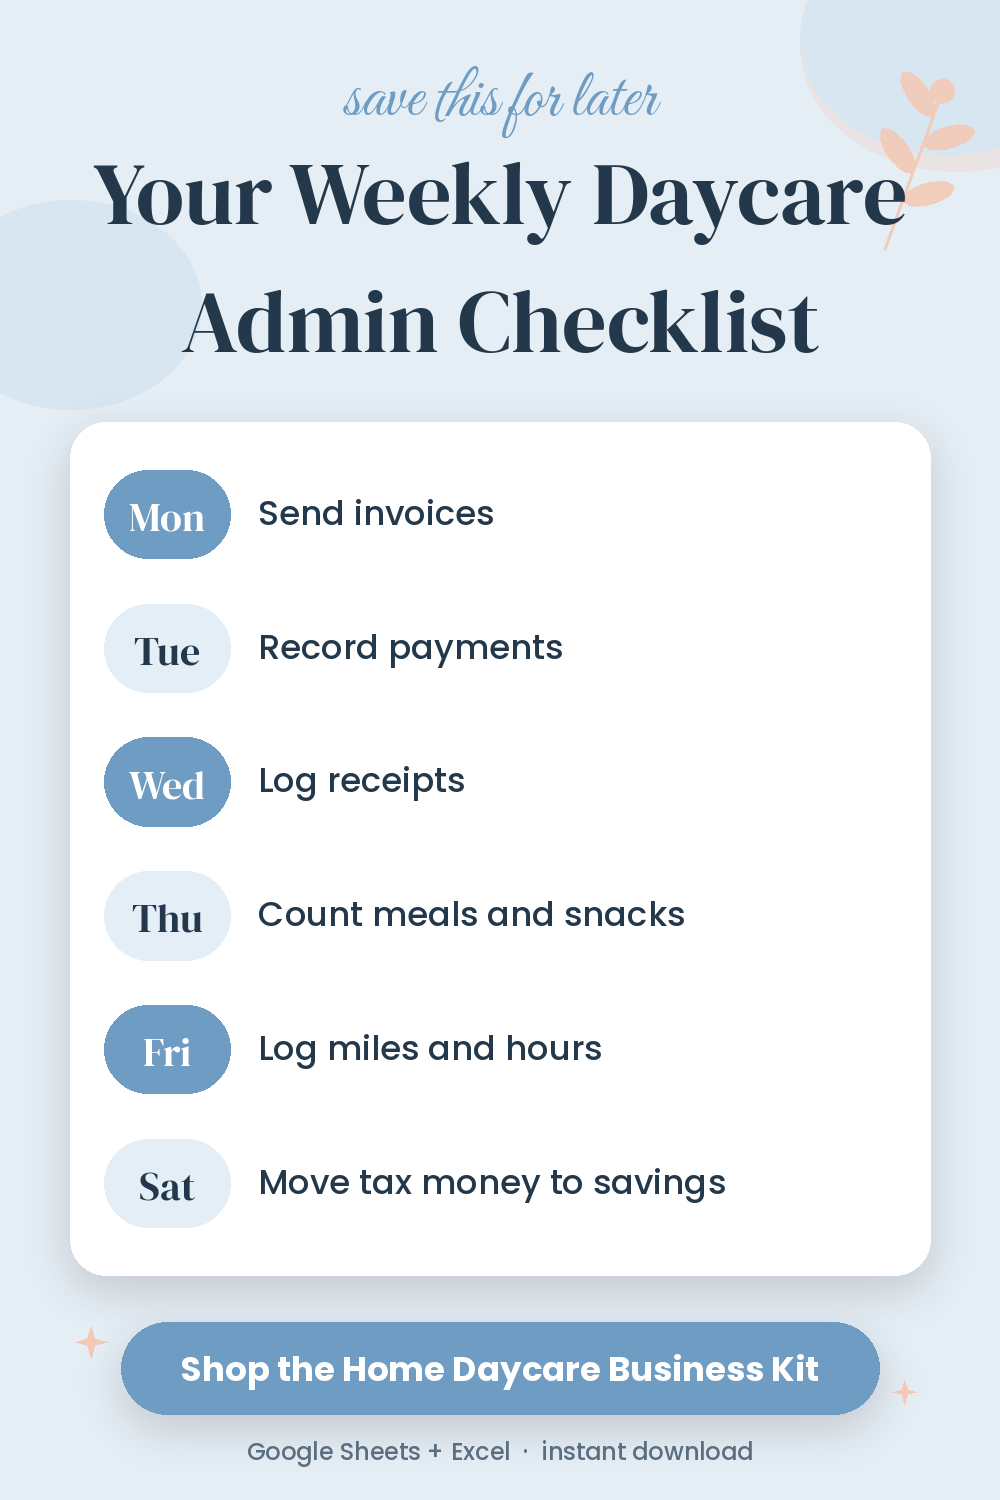 save this for later
Your Weekly Daycare
Admin Checklist
Mon Send invoices
Tue Record payments
Wed Log receipts
Thu Count meals and snacks
Fri Log miles and hours
Sat Move tax money to savings
Shop the Home Daycare Business Kit
Google Sheets + Excel · instant download